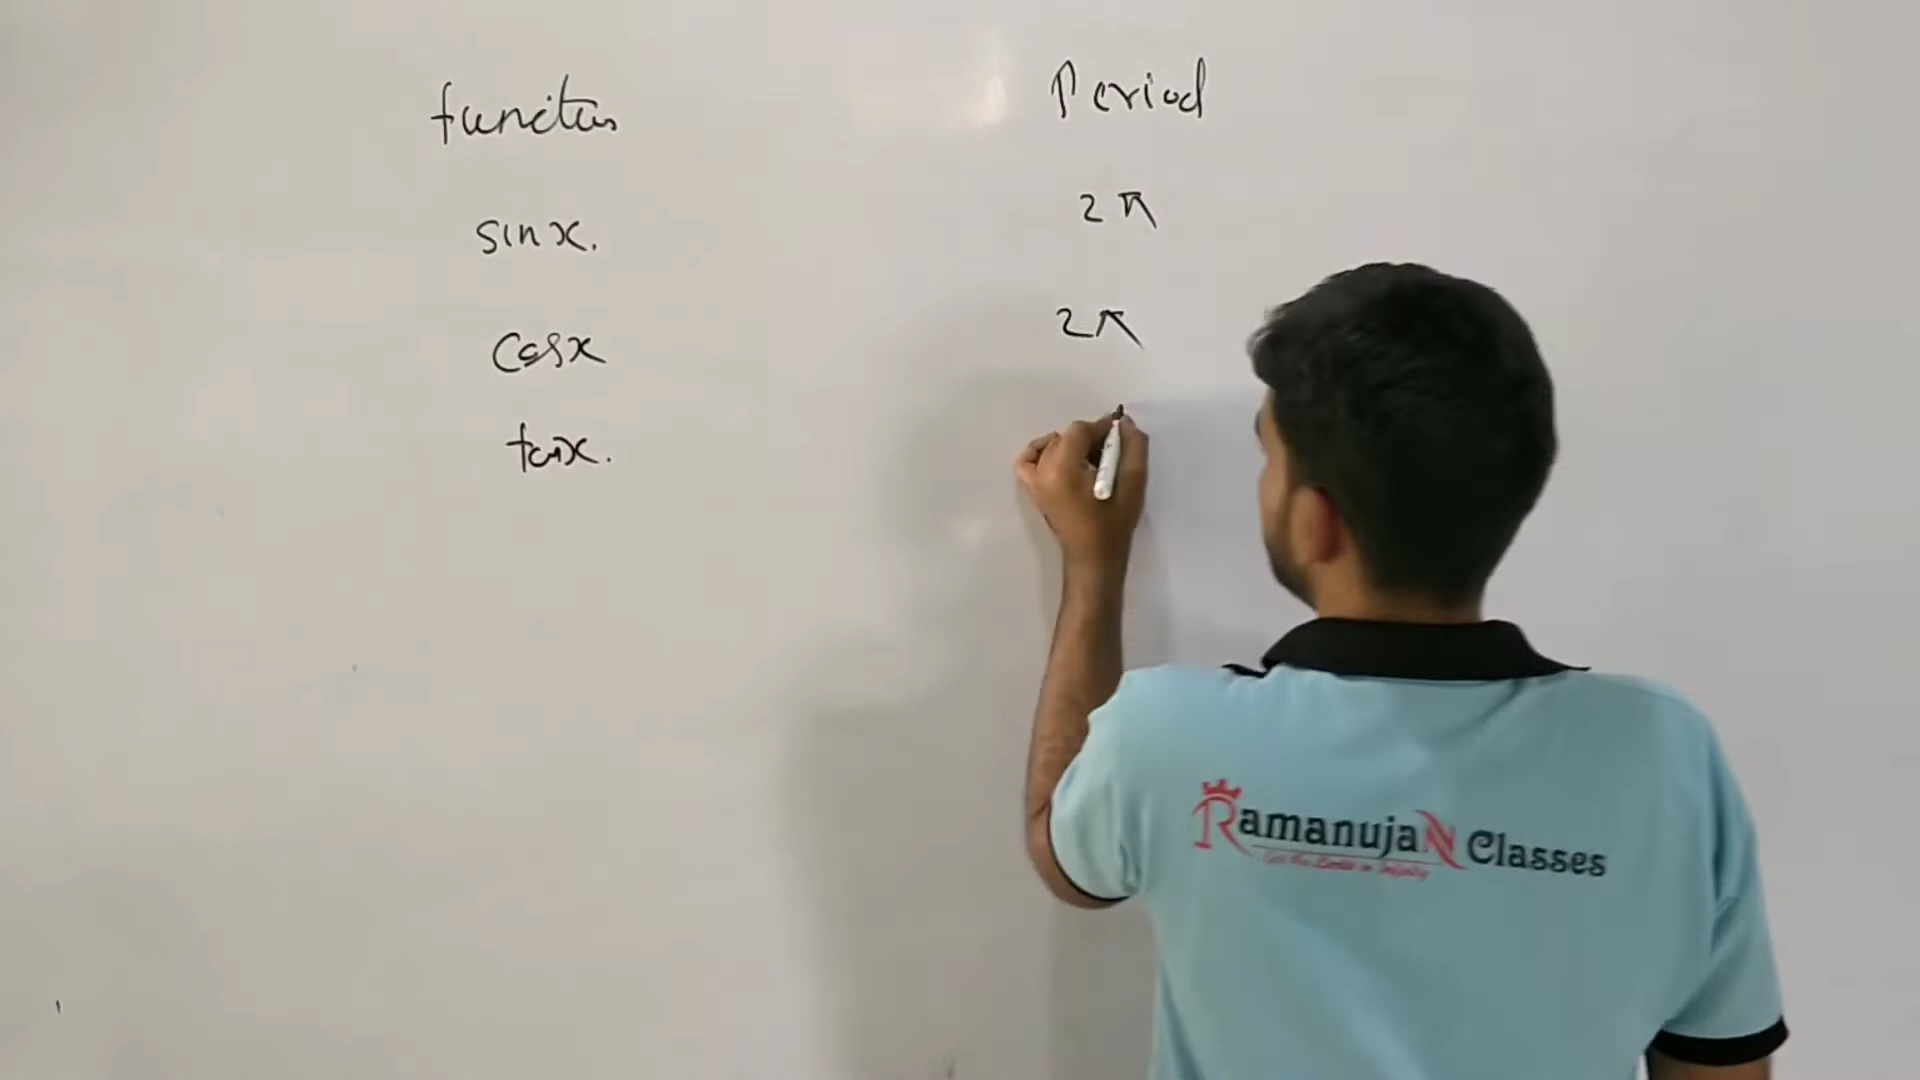 function Period
sinx. 2π
cosx 2π
tanx.
RamanujaN Classes